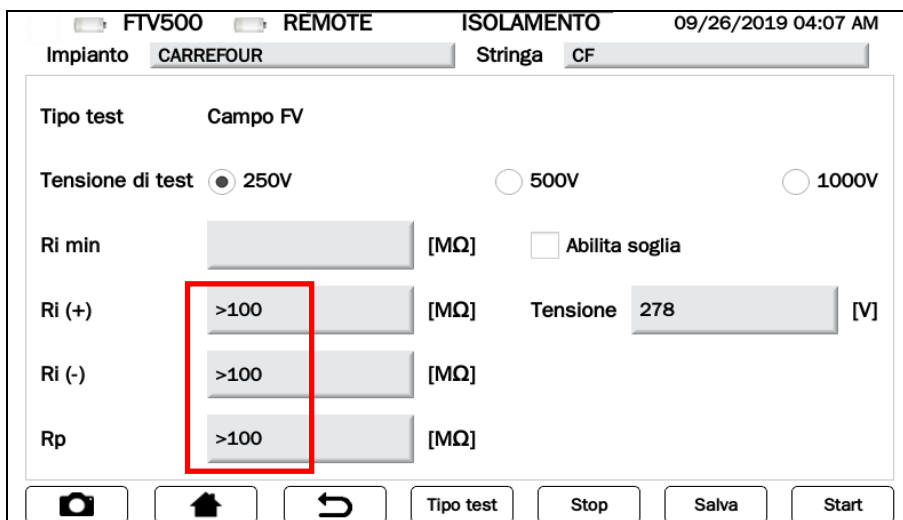 FTV500 REMOTE ISOLAMENTO 09/26/2019 04:07 AM
Impianto CARREFOUR Stringa CF
Tipo test Campo FV
Tensione di test 250V 500V 1000V
Ri min [MΩ] Abilita soglia
Ri (+) >100 [MΩ] Tensione 278 [V]
Ri (-) >100 [MΩ]
Rp >100 [MΩ]
Tipo test Stop Salva Start